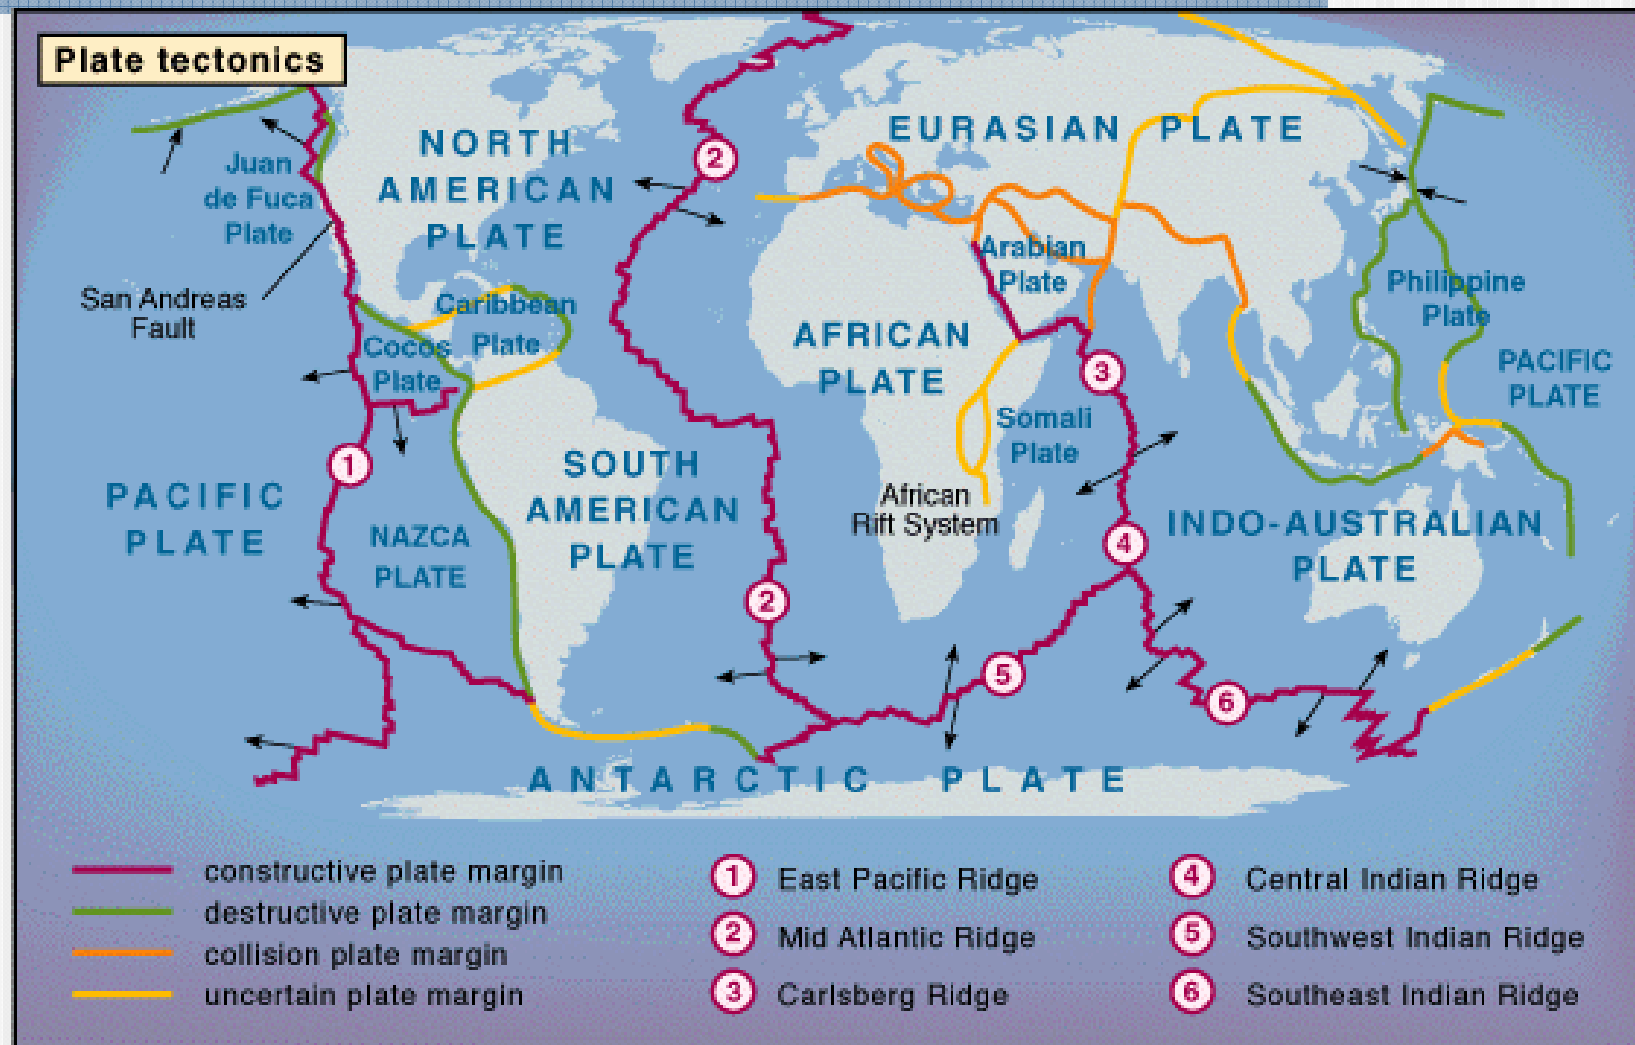 Plate tectonics
NORTH
AMERICAN
PLATE
EURASIAN PLATE
Juan
de Fuca
Plate
San Andreas
Fault
Caribbean
Plate
Cocos
Plate
Arabian
Plate
AFRICAN
PLATE
Somali
Plate
African
Rift System
Philippine
Plate
PACIFIC
PLATE
PACIFIC
PLATE
NAZCA
PLATE
SOUTH
AMERICAN
PLATE
INDO-AUSTRALIAN
PLATE
ANTARCTIC PLATE
2
3
1
4
2
5
6
constructive plate margin
destructive plate margin
collision plate margin
uncertain plate margin
1 East Pacific Ridge
2 Mid Atlantic Ridge
3 Carlsberg Ridge
4 Central Indian Ridge
5 Southwest Indian Ridge
6 Southeast Indian Ridge